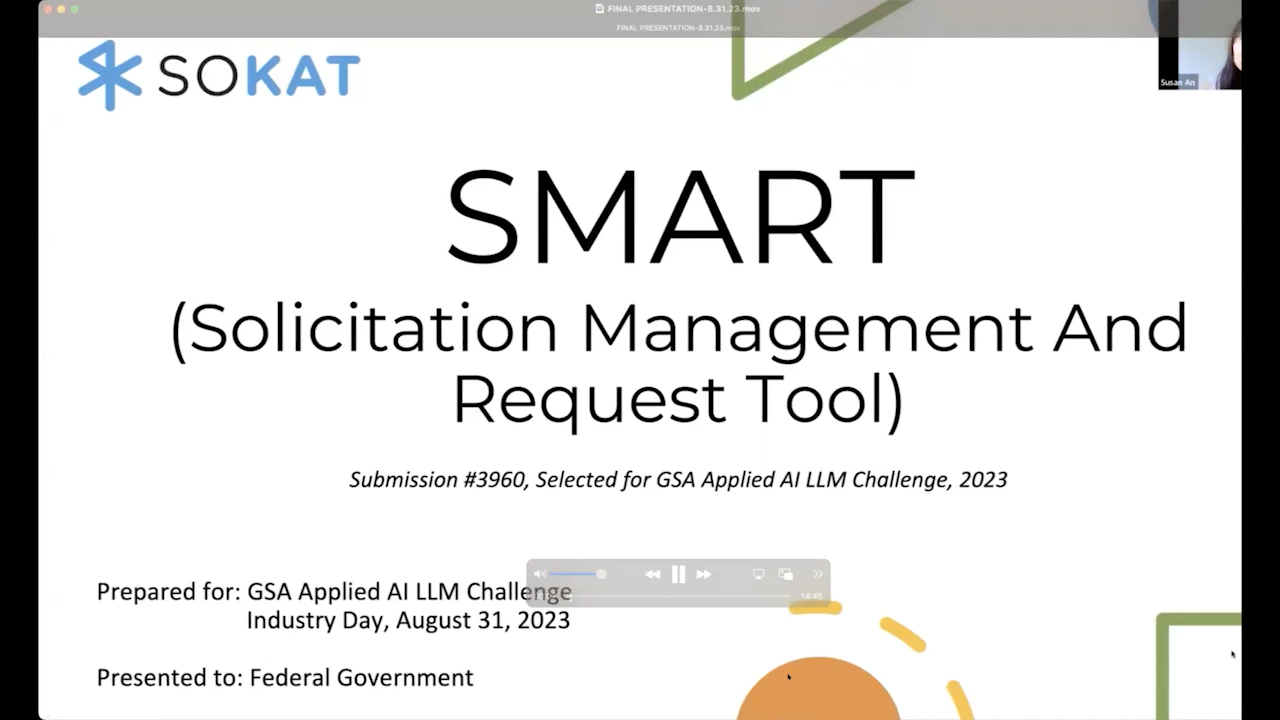 FINAL PRESENTATION-8.31.23.mov
FINAL PRESENTATION-8.31.23.mov
SOKAT
Susan An
SMART
(Solicitation Management And
Request Tool)
Submission #3960, Selected for GSA Applied AI LLM Challenge, 2023
Prepared for: GSA Applied AI LLM Challenge
14:45
Industry Day, August 31, 2023
Presented to: Federal Government